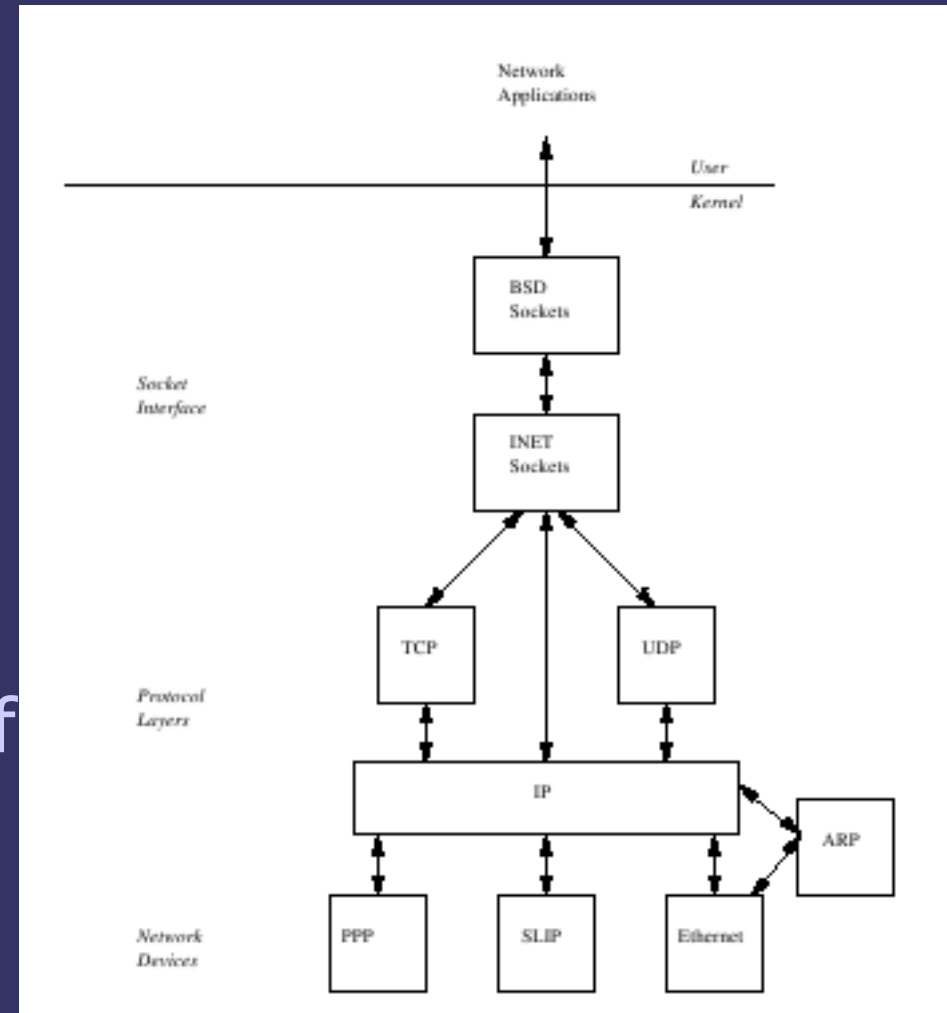 Network
Applications
User
Kernel
BSD
Sockets
Socket
Interface
INET
Sockets
TCP
UDP
Protocol
Layers
f
IP
ARP
PPP
SLIP
Ethernet
Network
Devices